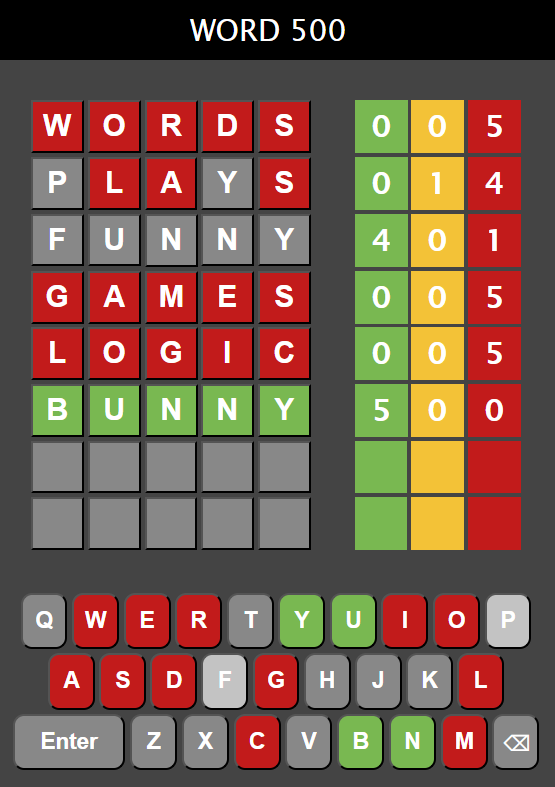 WORD 500
W O R D S 0 0 5
P L A Y S 0 1 4
F U N N Y 4 0 1
G A M E S 0 0 5
L O G I C 0 0 5
B U N N Y 5 0 0
Q W E R T Y U I O P
A S D F G H J K L
Enter Z X C V B N M ⌫